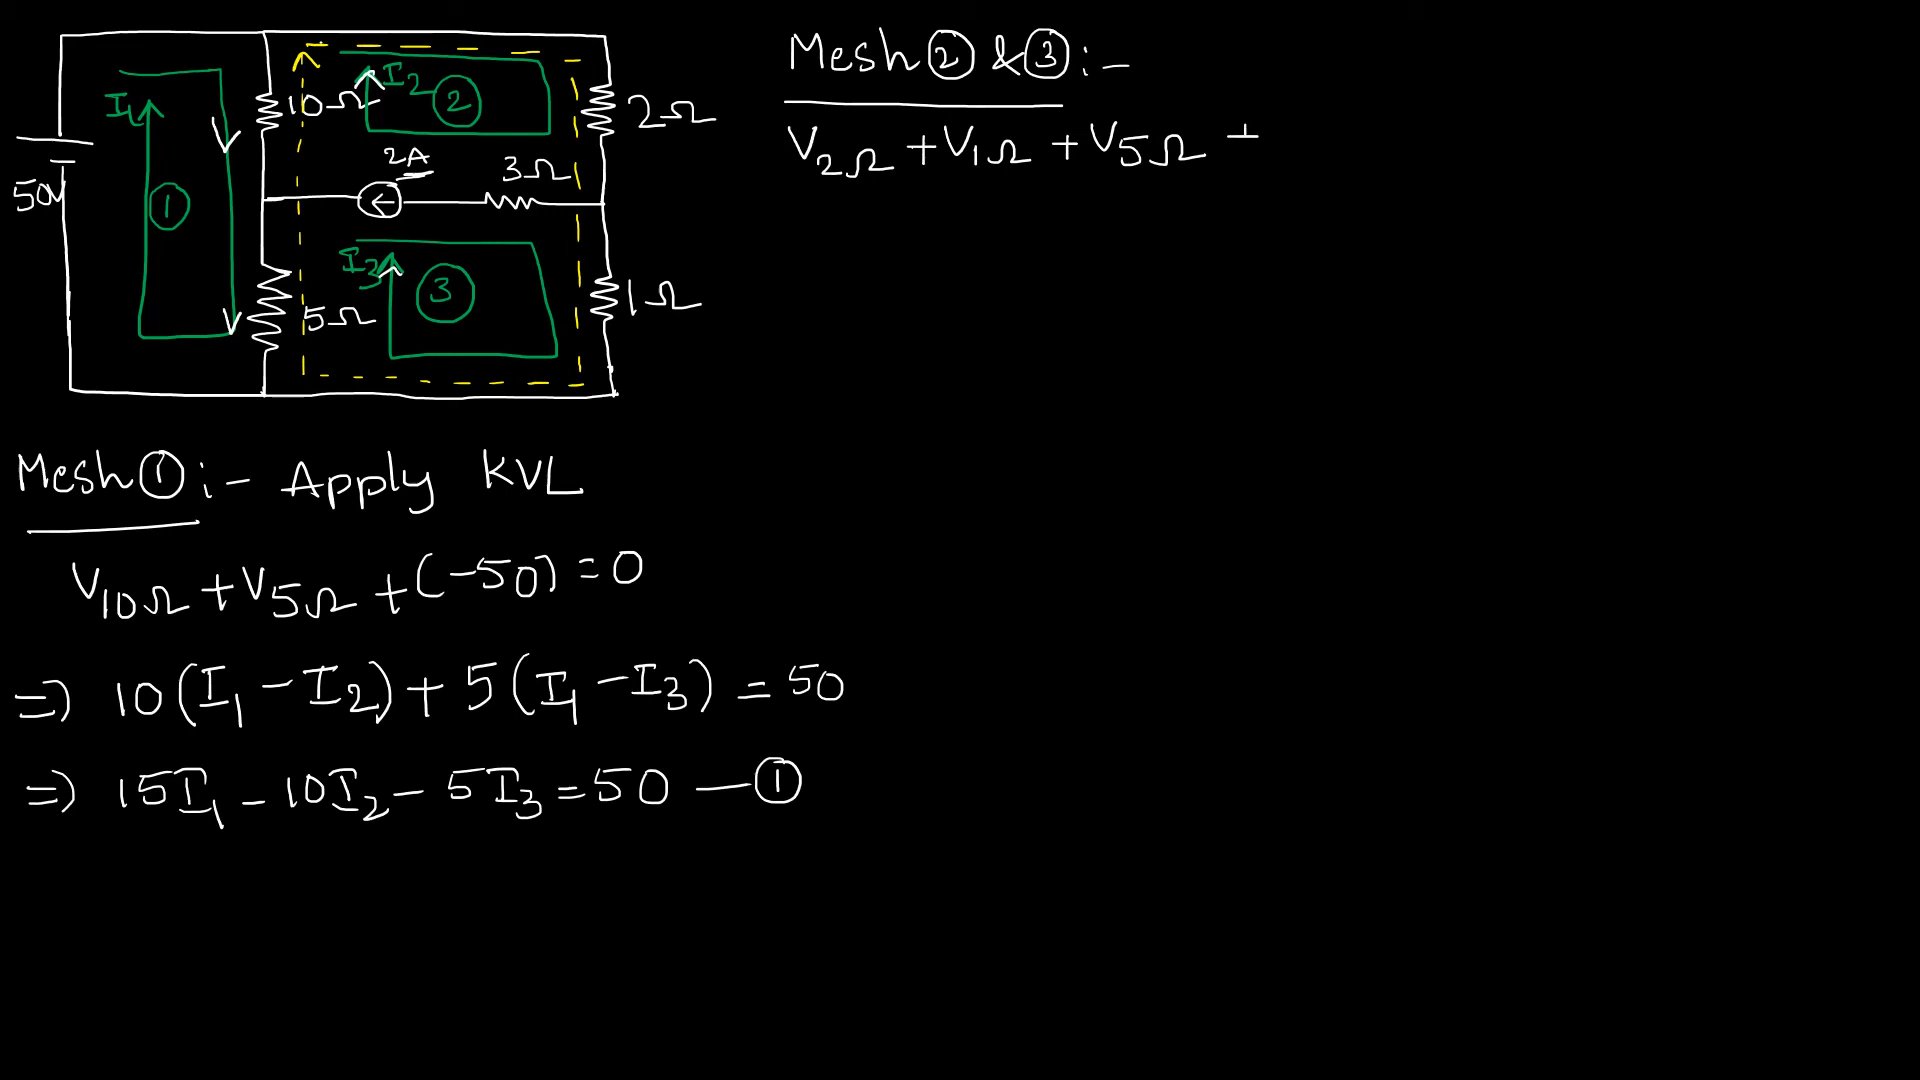 I₁ 10Ω I₂ ② 2Ω
2A 3Ω
50V ①
I₃ ③ 5Ω 1Ω
Mesh ① :- Apply KVL
V₁₀Ω + V₅Ω + (-50) = 0
=) 10(I₁ - I₂) + 5(I₁ - I₃) = 50
=) 15I₁ - 10I₂ - 5I₃ = 50 — ①
Mesh ② & ③ :-
V₂Ω + V₁Ω + V₅Ω +